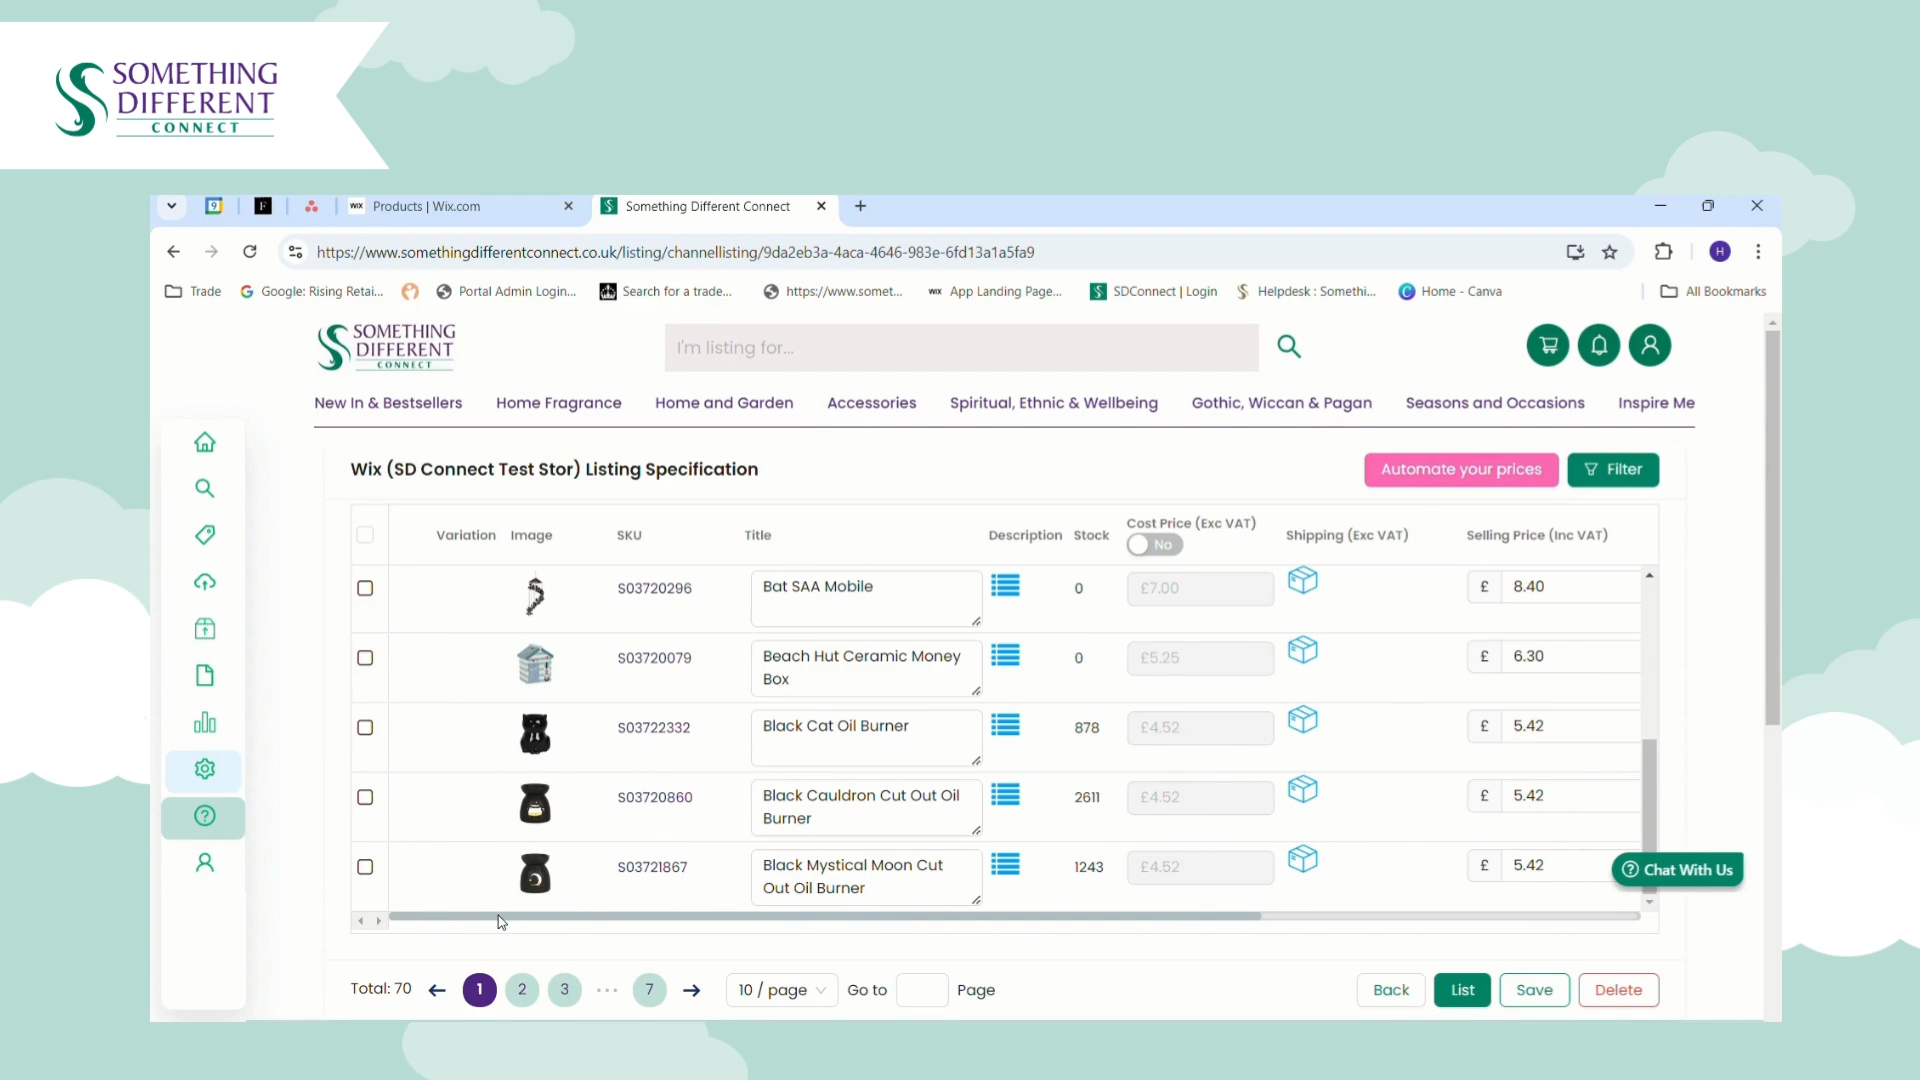 SOMETHING
DIFFERENT
CONNECT
9
F
WIX Products | Wix.com
Something Different Connect
https://www.somethingdifferentconnect.co.uk/listing/channellisting/9da2eb3a-4aca-4646-983e-6fd13a1a5fa9
H
Trade
Google: Rising Retai...
Portal Admin Login...
Search for a trade...
https://www.somet...
WIX App Landing Page...
SDConnect | Login
Helpdesk : Somethi...
Home - Canva
All Bookmarks
SOMETHING
DIFFERENT
CONNECT
I'm listing for...
New In & Bestsellers
Home Fragrance
Home and Garden
Accessories
Spiritual, Ethnic & Wellbeing
Gothic, Wiccan & Pagan
Seasons and Occasions
Inspire Me
Wix (SD Connect Test Stor) Listing Specification
Automate your prices
Filter
Variation Image SKU Title Description Stock Cost Price (Exc VAT) No Shipping (Exc VAT) Selling Price (Inc VAT)
S03720296 Bat SAA Mobile 0 £7.00 £ 8.40
S03720079 Beach Hut Ceramic Money
Box 0 £5.25 £ 6.30
S03722332 Black Cat Oil Burner 878 £4.52 £ 5.42
S03720860 Black Cauldron Cut Out Oil
Burner 2611 £4.52 £ 5.42
S03721867 Black Mystical Moon Cut
Out Oil Burner 1243 £4.52 £ 5.42
Chat With Us
Total: 70 1 2 3 ... 7 10 / page Go to Page
Back List Save Delete